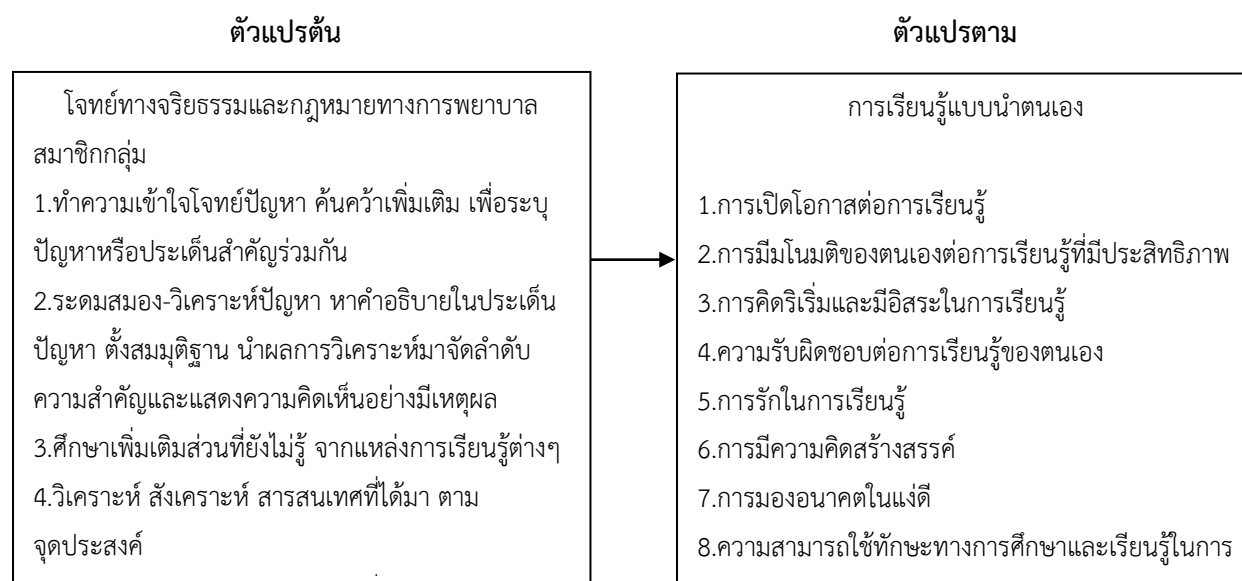 ตัวแปรต้น
โจทย์ทางจริยธรรมและกฎหมายทางการพยาบาล
สมาชิกกลุ่ม
1.ทำความเข้าใจโจทย์ปัญหา ค้นคว้าเพิ่มเติม เพื่อระบุ
ปัญหาหรือประเด็นสำคัญร่วมกัน
2.ระดมสมอง-วิเคราะห์ปัญหา หาคำอธิบายในประเด็น
ปัญหา ตั้งสมมุติฐาน นำผลการวิเคราะห์มาจัดลำดับ
ความสำคัญและแสดงความคิดเห็นอย่างมีเหตุผล
3.ศึกษาเพิ่มเติมส่วนที่ยังไม่รู้ จากแหล่งการเรียนรู้ต่างๆ
4.วิเคราะห์ สังเคราะห์ สารสนเทศที่ได้มา ตาม
จุดประสงค์
ตัวแปรตาม
การเรียนรู้แบบนำตนเอง
1.การเปิดโอกาสต่อการเรียนรู้
2.การมีมโนมติของตนเองต่อการเรียนรู้ที่มีประสิทธิภาพ
3.การคิดริเริ่มและมีอิสระในการเรียนรู้
4.ความรับผิดชอบต่อการเรียนรู้ของตนเอง
5.การรักในการเรียนรู้
6.การมีความคิดสร้างสรรค์
7.การมองอนาคตในแง่ดี
8.ความสามารถใช้ทักษะทางการศึกษาและเรียนรู้ในการ